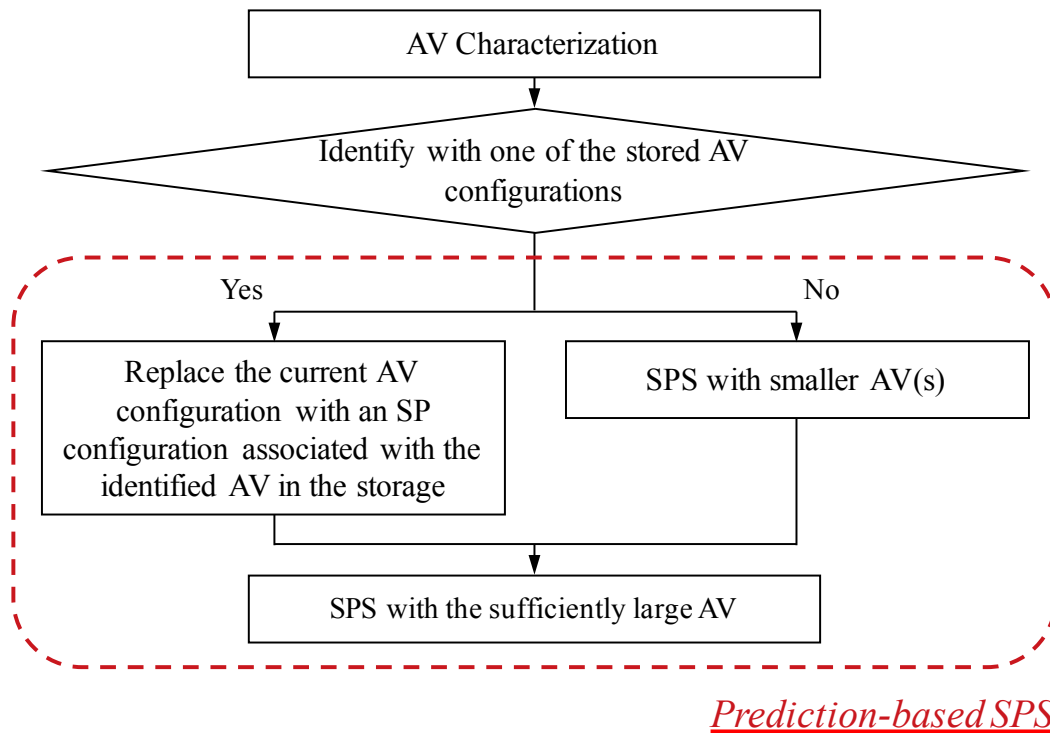 AV Characterization
Identify with one of the stored AV
configurations
Yes
No
Replace the current AV
configuration with an SP
configuration associated with the
identified AV in the storage
SPS with smaller AV(s)
SPS with the sufficiently large AV
Prediction-based SPS